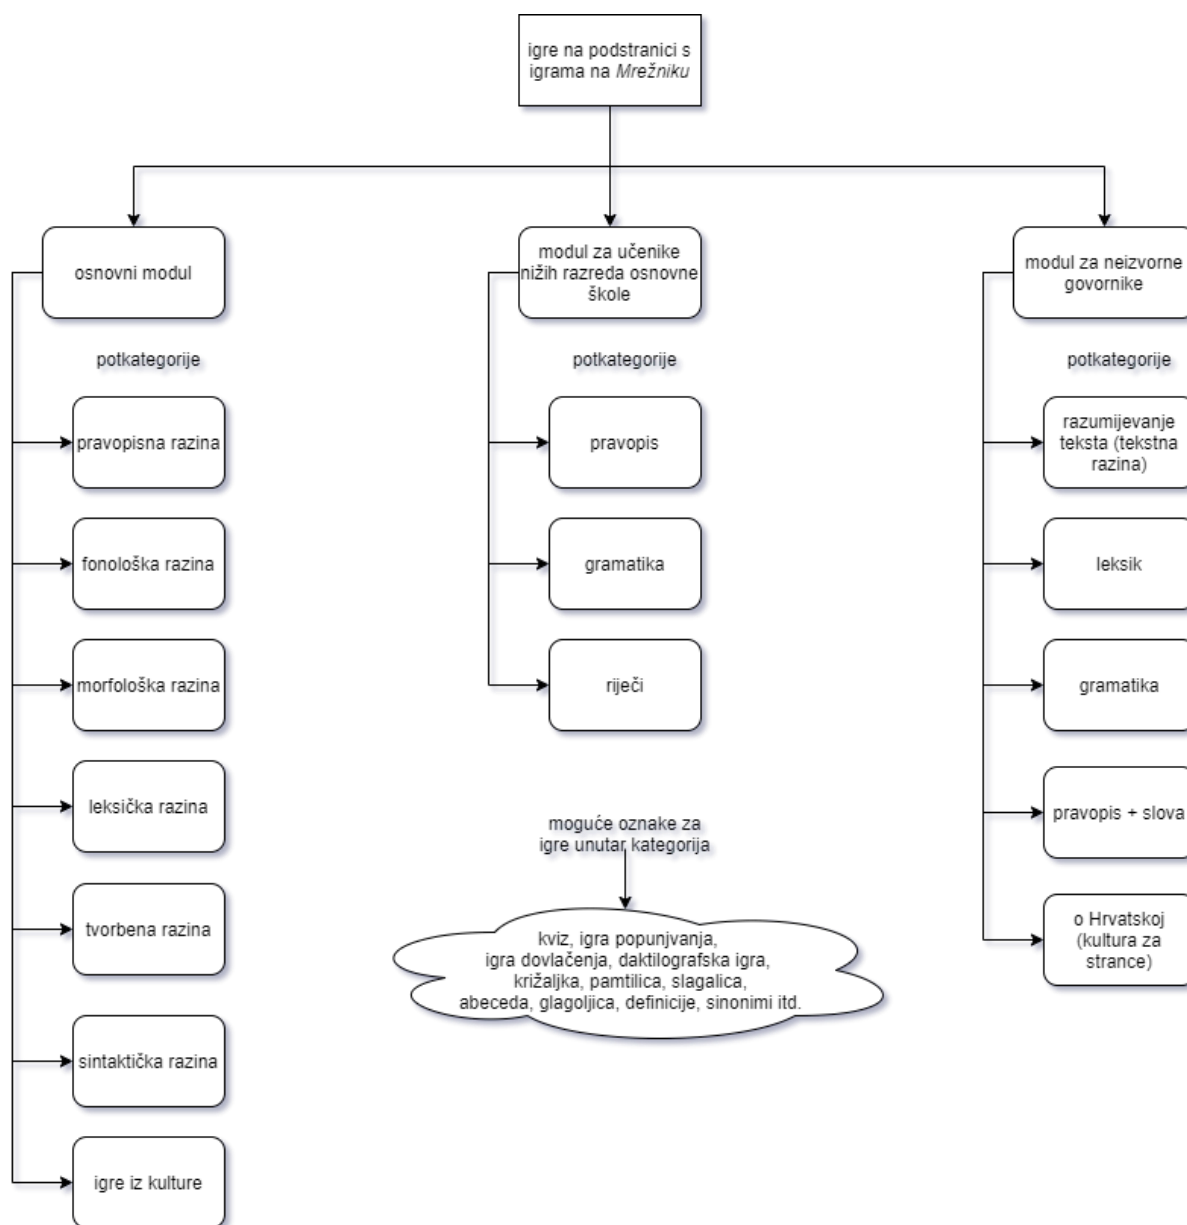 igre na podstranici s
igrama na Mrežniku
osnovni modul
potkategorije
pravopisna razina
fonološka razina
morfološka razina
leksička razina
tvorbena razina
sintaktička razina
igre iz kulture
modul za učenike
nižih razreda osnovne
škole
potkategorije
pravopis
gramatika
riječi
moguće oznake za
igre unutar kategorija
kviz, igra popunjvanja,
igra dovlačenja, daktilografska igra,
križaljka, pamtilica, slagalica,
abeceda, glagoljica, definicije, sinonimi itd.
modul za neizvorne
govornike
potkategorije
razumijevanje
teksta (tekstna
razina)
leksik
gramatika
pravopis + slova
o Hrvatskoj
(kultura za
strance)